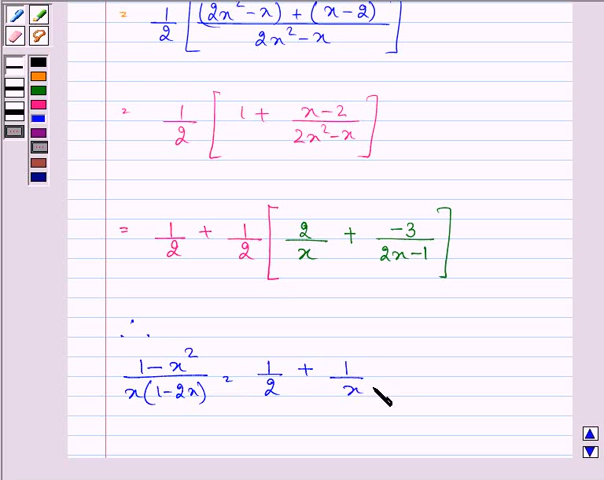 = 1/2 [ ((2x² - x) + (x - 2)) / (2x² - x) ]
= 1/2 [ 1 + (x - 2)/(2x² - x) ]
= 1/2 + 1/2 [ 2/x + -3/(2x - 1) ]
∴
(1 - x²)/(x(1 - 2x)) = 1/2 + 1/x